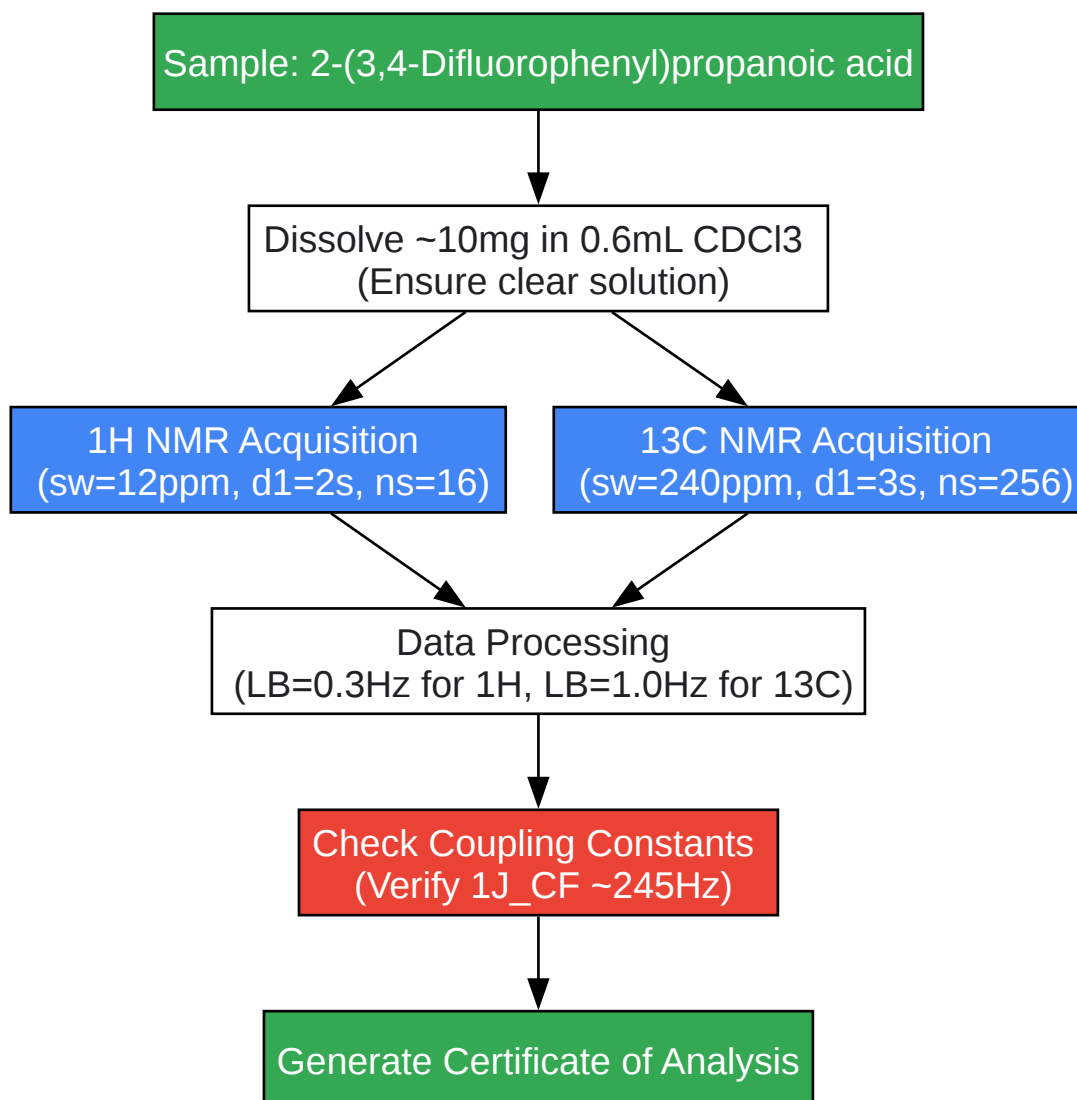 Sample: 2-(3,4-Difluorophenyl)propanoic acid
Dissolve ~10mg in 0.6mL CDCl3
(Ensure clear solution)
1H NMR Acquisition
(sw=12ppm, d1=2s, ns=16)
13C NMR Acquisition
(sw=240ppm, d1=3s, ns=256)
Data Processing
(LB=0.3Hz for 1H, LB=1.0Hz for 13C)
Check Coupling Constants
(Verify 1J_CF ~245Hz)
Generate Certificate of Analysis